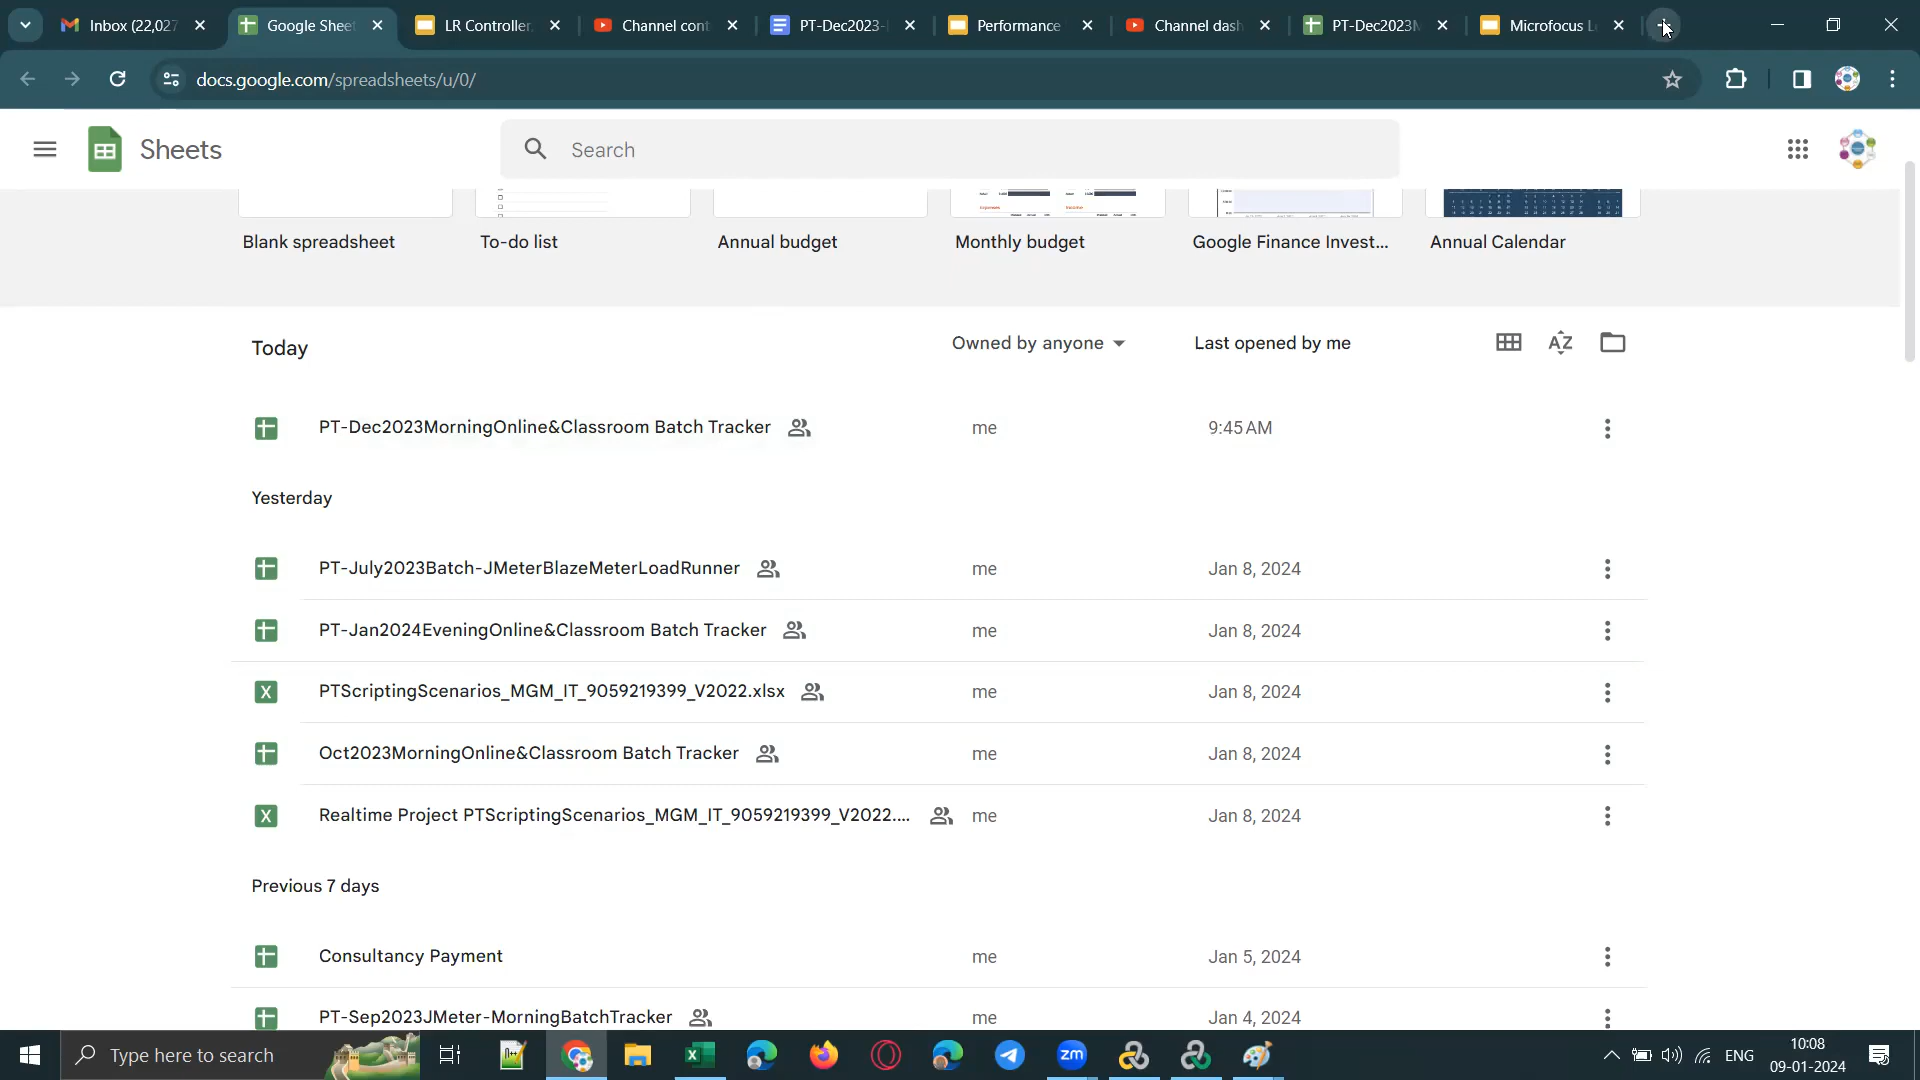 Inbox (22,027
Google Sheet
LR Controller
Channel con
PT-Dec2023-
Performance
Channel dash
PT-Dec2023M
Microfocus L
docs.google.com/spreadsheets/u/0/
Sheets
Search
Blank spreadsheet
To-do list
Annual budget
Monthly budget
Google Finance Invest...
Annual Calendar
Today
Owned by anyone
Last opened by me
AZ
PT-Dec2023MorningOnline&Classroom Batch Tracker me 9:45 AM
Yesterday
PT-July2023Batch-JMeterBlazeMeterLoadRunner me Jan 8, 2024
PT-Jan2024EveningOnline&Classroom Batch Tracker me Jan 8, 2024
X PTScriptingScenarios_MGM_IT_9059219399_V2022.xlsx me Jan 8, 2024
Oct2023MorningOnline&Classroom Batch Tracker me Jan 8, 2024
X Realtime Project PTScriptingScenarios_MGM_IT_9059219399_V2022.... me Jan 8, 2024
Previous 7 days
Consultancy Payment me Jan 5, 2024
PT-Sep2023JMeter-MorningBatchTracker me Jan 4, 2024
Type here to search
zm
ENG
10:08
09-01-2024